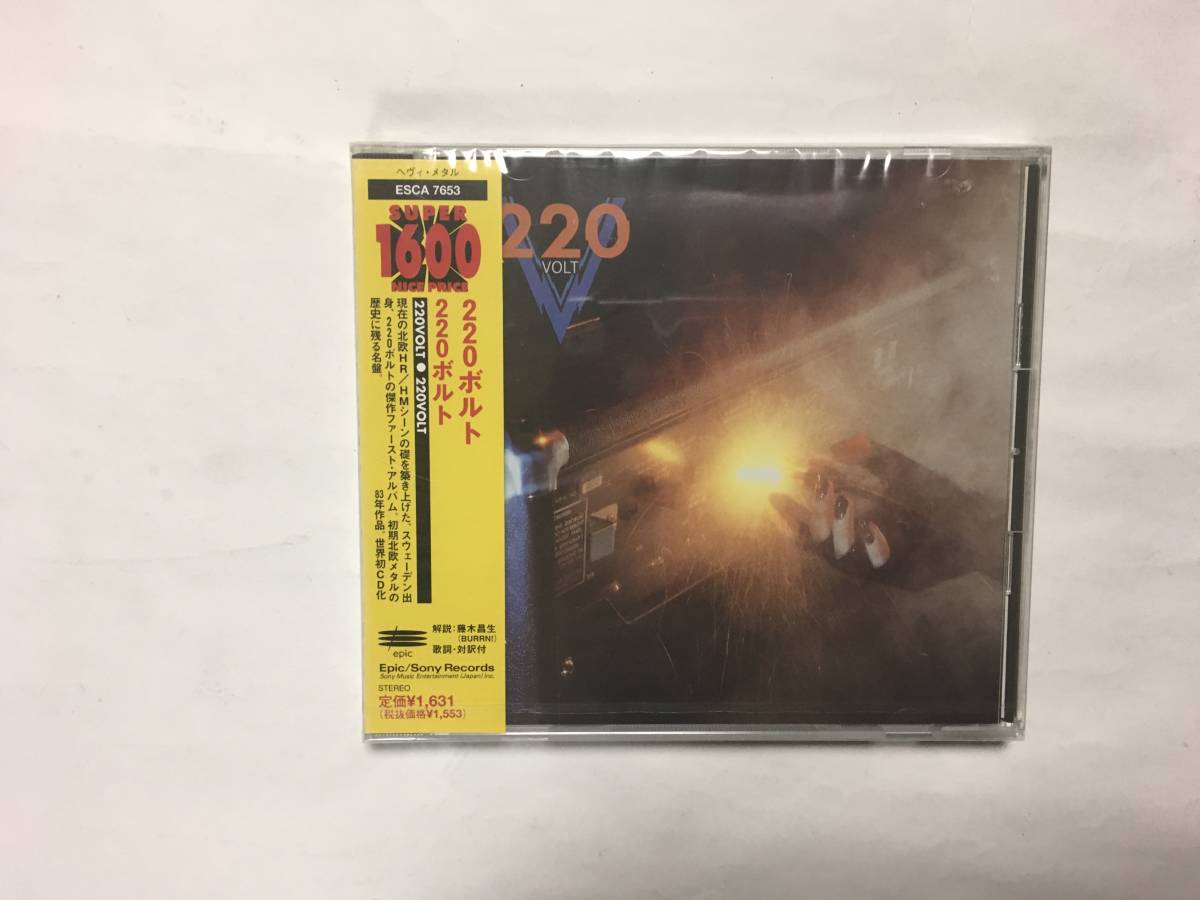 ヘヴィ・メタル
ESCA 7653
SUPER
1600
NICE PRICE
220ボルト
220ボルト
220VOLT●220VOLT
現在の北欧HR/HMシーンの礎を築き上げた、スウェーデン出
身、220ボルトの傑作ファースト・アルバム。初期北欧メタルの
歴史に残る名盤。
83年作品。世界初CD化
epic
解説:藤木昌生
(BURRN!)
歌詞・対訳付
Epic/Sony Records
Sony Music Entertainment (Japan) Inc.
STEREO
定価¥1,631
(税抜価格¥1,553)
220
VOLT